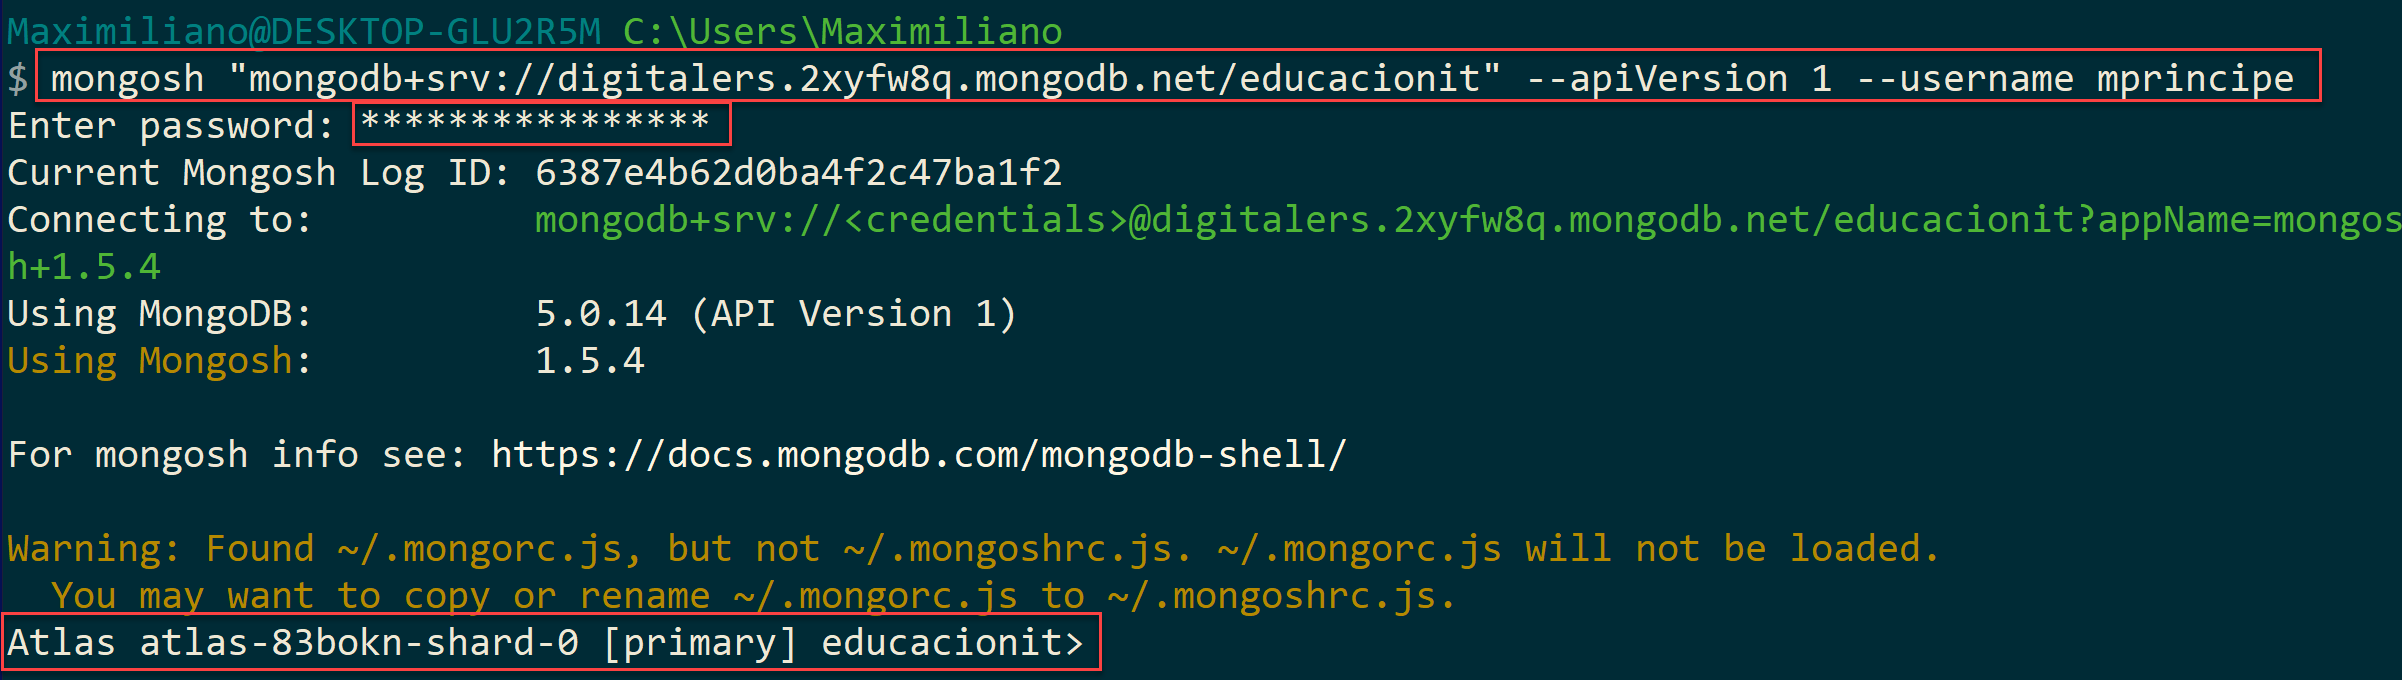 Maximiliano@DESKTOP-GLU2R5M C:\Users\Maximiliano
$ mongosh "mongodb+srv://digitalers.2xyfw8q.mongodb.net/educacionit" --apiVersion 1 --username mprincipe
Enter password: ****************
Current Mongosh Log ID: 6387e4b62d0ba4f2c47ba1f2
Connecting to: mongodb+srv://<credentials>@digitalers.2xyfw8q.mongodb.net/educacionit?appName=mongos
h+1.5.4
Using MongoDB: 5.0.14 (API Version 1)
Using Mongosh: 1.5.4
For mongosh info see: https://docs.mongodb.com/mongodb-shell/
Warning: Found ~/.mongorc.js, but not ~/.mongoshrc.js. ~/.mongorc.js will not be loaded.
You may want to copy or rename ~/.mongorc.js to ~/.mongoshrc.js.
Atlas atlas-83bokn-shard-0 [primary] educacionit>